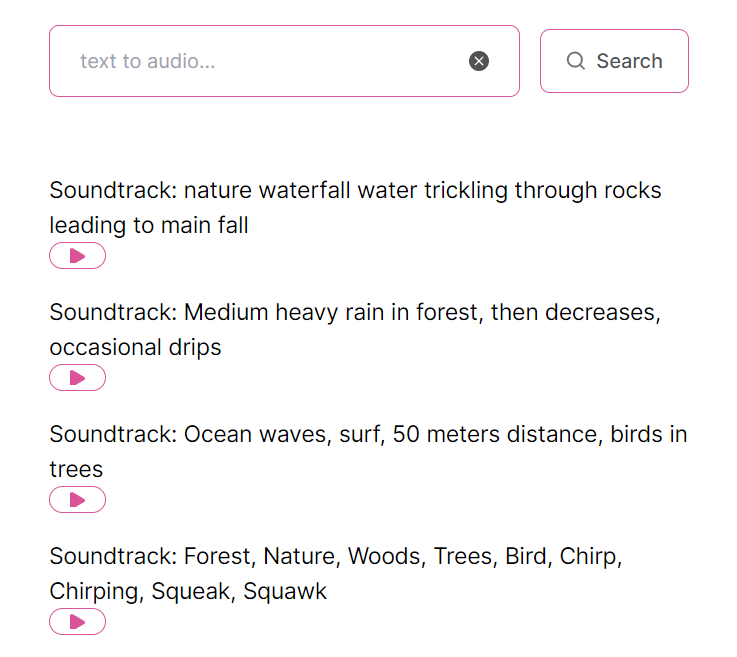 text to audio...
Search
Soundtrack: nature waterfall water trickling through rocks
leading to main fall
Soundtrack: Medium heavy rain in forest, then decreases,
occasional drips
Soundtrack: Ocean waves, surf, 50 meters distance, birds in
trees
Soundtrack: Forest, Nature, Woods, Trees, Bird, Chirp,
Chirping, Squeak, Squawk